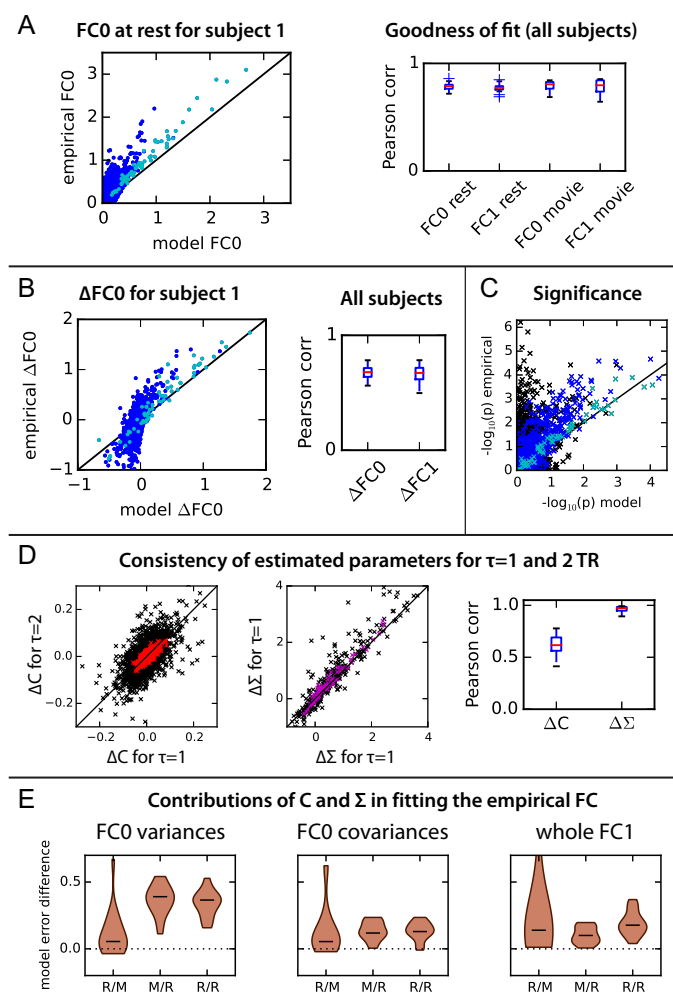 A
FC0 at rest for subject 1
Goodness of fit (all subjects)
empirical FC0
3
2
1
0
0 1 2 3
model FC0
Pearson corr
1
0
FC0 rest
FC1 rest
FC0 movie
FC1 movie
B
ΔFC0 for subject 1
All subjects
empirical ΔFC0
2
1
0
−1
−1 0 1 2
model ΔFC0
Pearson corr
1
0
ΔFC0
ΔFC1
C
Significance
-log10(p) empirical
6
5
4
3
2
1
0
0 1 2 3 4
-log10(p) model
D
Consistency of estimated parameters for τ=1 and 2 TR
ΔC for τ=2
0.2
0.0
−0.2
−0.2 0.0 0.2
ΔC for τ=1
ΔΣ for τ=1
4
2
0
0 2 4
ΔΣ for τ=1
Pearson corr
1.0
0.5
0.0
ΔC
ΔΣ
E
Contributions of C and Σ in fitting the empirical FC
FC0 variances
FC0 covariances
whole FC1
model error difference
0.5
0.0
R/M M/R R/R
R/M M/R R/R
R/M M/R R/R